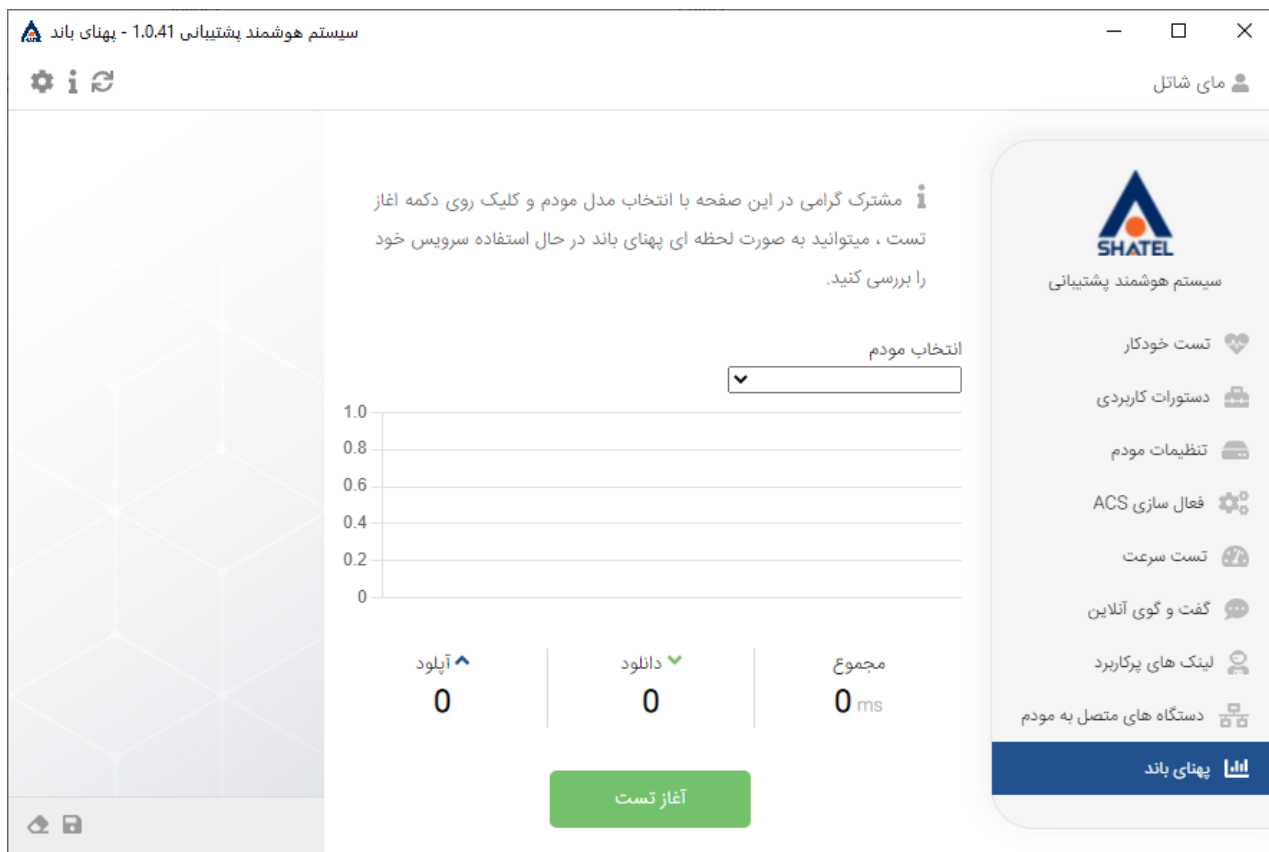 سیستم هوشمند پشتیبانی 1.0.41 - پهنای باند
مای شاتل
SHATEL
سیستم هوشمند پشتیبانی
تست خودکار
دستورات کاربردی
تنظیمات مودم
فعال سازی ACS
تست سرعت
گفت و گوی آنلاین
لینک های پرکاربرد
دستگاه های متصل به مودم
پهنای باند
مشترک گرامی در این صفحه با انتخاب مدل مودم و کلیک روی دکمه اغاز
تست ، میتوانید به صورت لحظه ای پهنای باند در حال استفاده سرویس خود
را بررسی کنید.
انتخاب مودم
1.0
0.8
0.6
0.4
0.2
0
مجموع
0 ms
دانلود
0
آپلود
0
آغاز تست